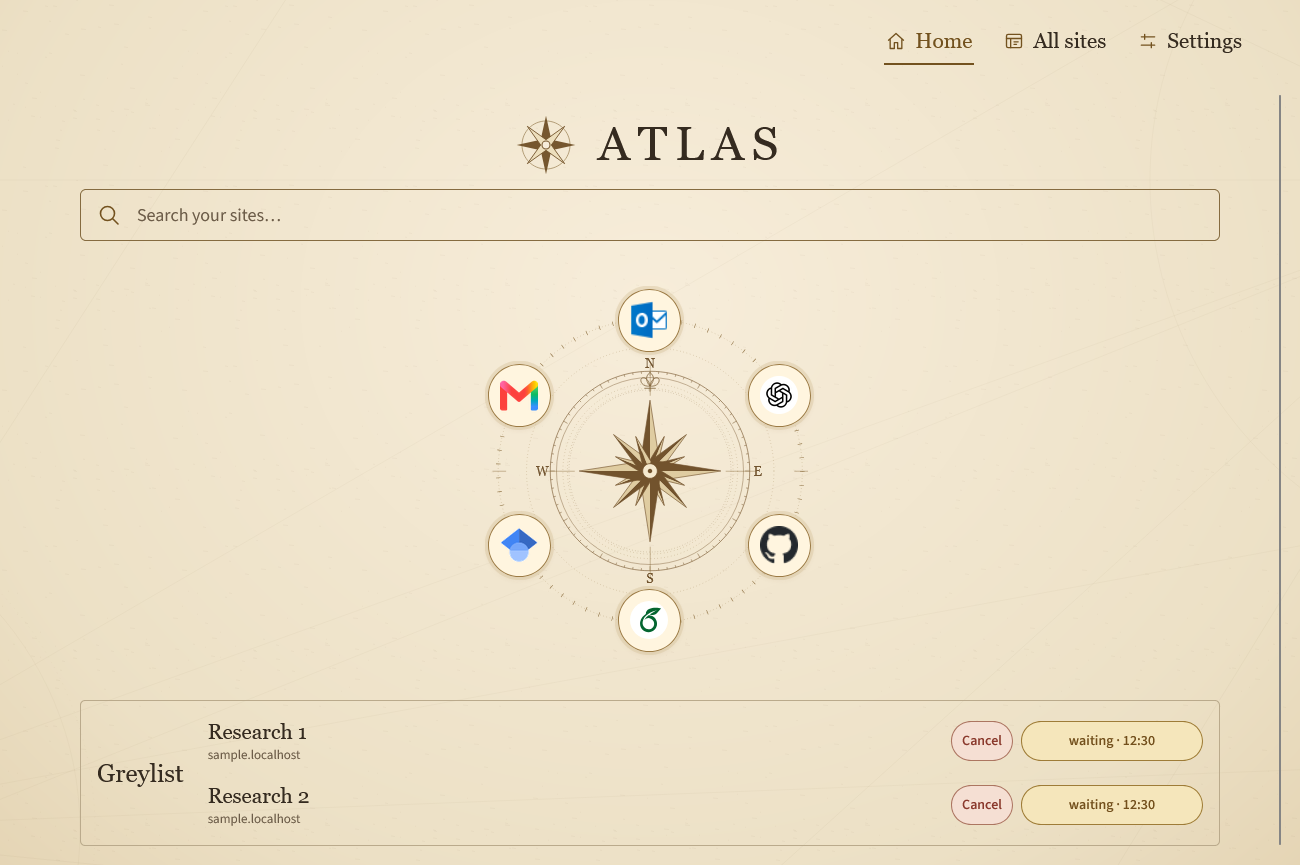 Home
All sites
Settings
ATLAS
Search your sites…
N
W
E
S
Greylist
Research 1
sample.localhost
Cancel
waiting · 12:30
Research 2
sample.localhost
Cancel
waiting · 12:30